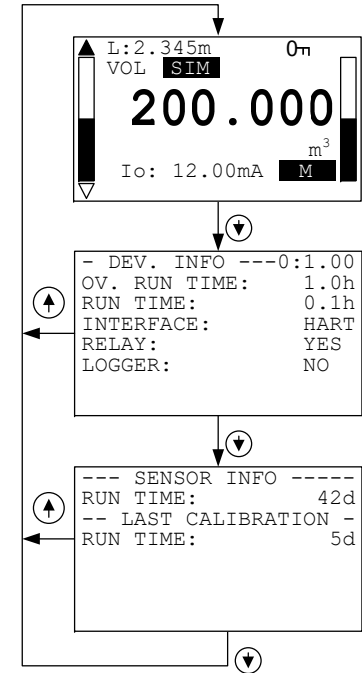 L:2.345m
VOL SIM
200.000
m³
Io: 12.00mA M
- DEV. INFO ---0:1.00
OV. RUN TIME: 1.0h
RUN TIME: 0.1h
INTERFACE: HART
RELAY: YES
LOGGER: NO
--- SENSOR INFO -----
RUN TIME: 42d
-- LAST CALIBRATION -
RUN TIME: 5d